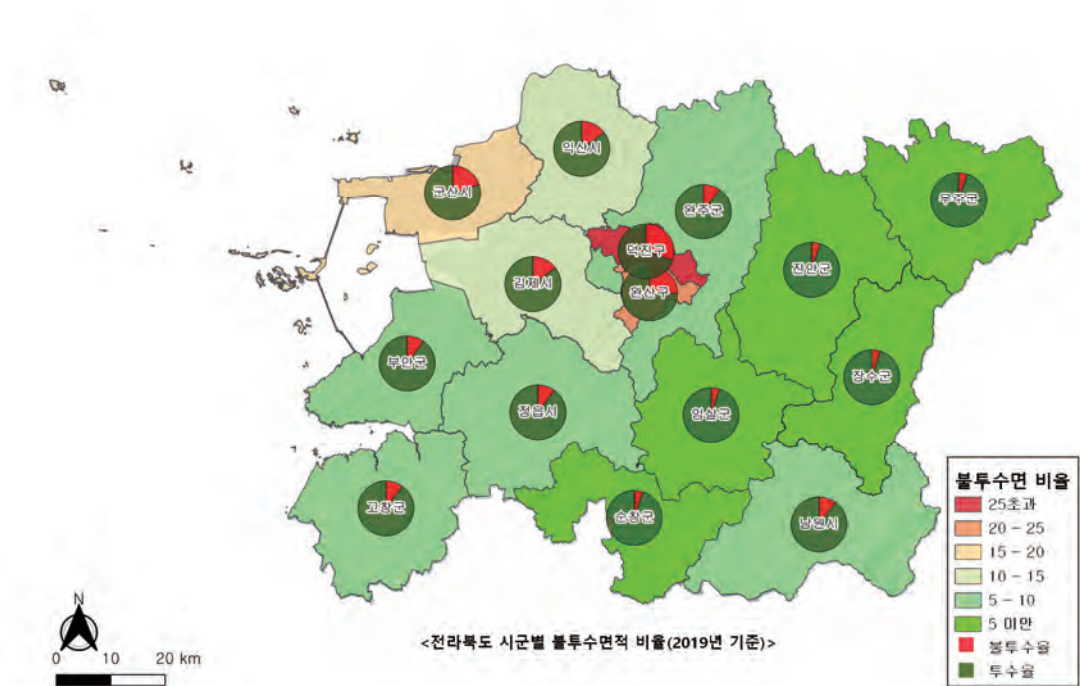 익산시
군산시
완주군
무주군
덕진구
진안군
김제시
완산구
부안군
장수군
정읍시
임실군
고창군
순창군
남원시
불투수면 비율
25초과
20 - 25
15 - 20
10 - 15
5 - 10
5 미만
불투수율
투수율
N
0 10 20 km
<전라북도 시군별 불투수면적 비율(2019년 기준)>